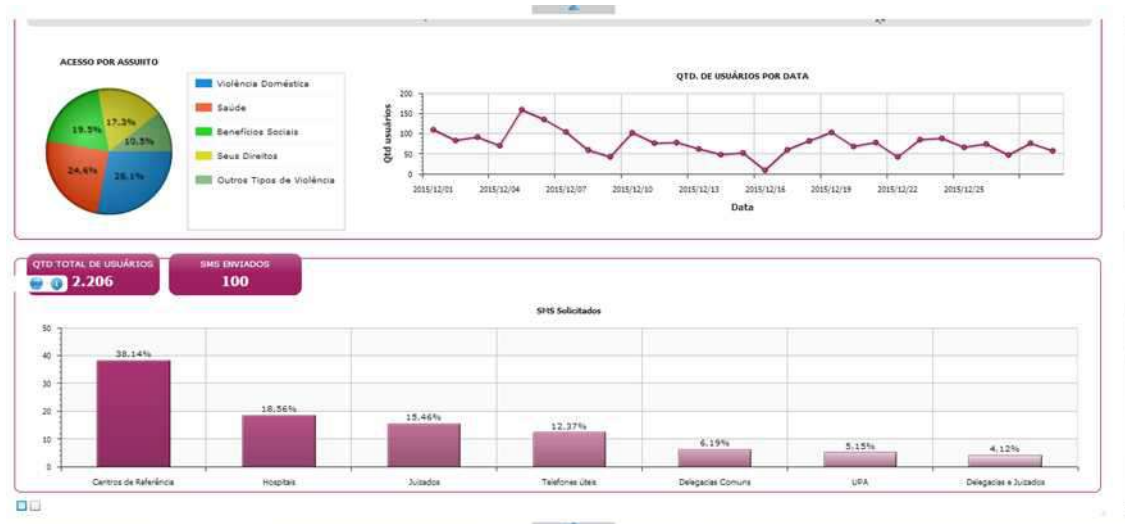 ACESSO POR ASSUNTO
19.5%
17.3%
10.5%
24.6%
28.1%
Violência Doméstica
Saúde
Benefícios Sociais
Seus Direitos
Outros Tipos de Violência
QTD. DE USUÁRIOS POR DATA
Qtd usuários
200
150
100
50
0
2015/12/01 2015/12/04 2015/12/07 2015/12/10 2015/12/13 2015/12/16 2015/12/19 2015/12/22 2015/12/25
Data
QTD TOTAL DE USUÁRIOS
2.206
SMS ENVIADOS
100
SMS Solicitados
50
40
30
20
10
0
38.14%
18.56%
15.46%
12.37%
6.19%
5.15%
4.12%
Centros de Referência Hospitais Juizados Telefones úteis Delegacias Comuns UPA Delegacias e Juizados